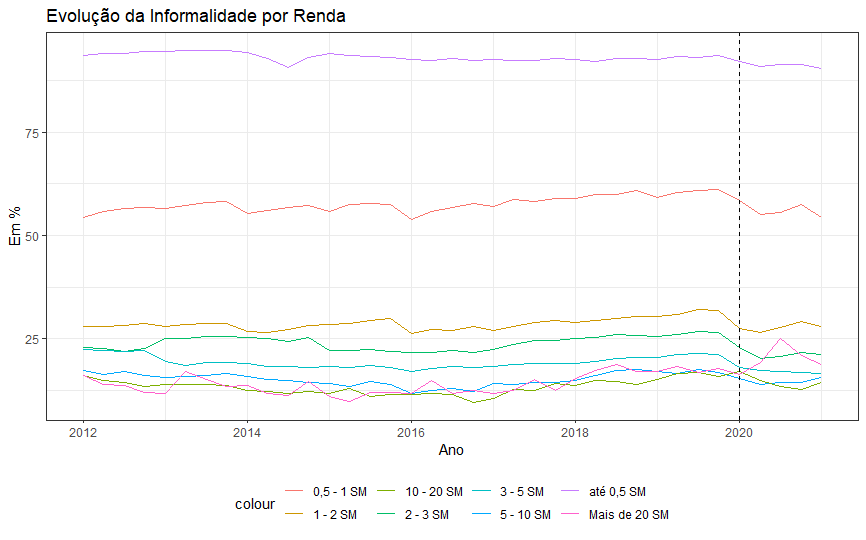 Evolução da Informalidade por Renda
Em %
75
50
25
2012 2014 2016 2018 2020
Ano
colour
0,5 - 1 SM 10 - 20 SM 3 - 5 SM até 0,5 SM
1 - 2 SM 2 - 3 SM 5 - 10 SM Mais de 20 SM